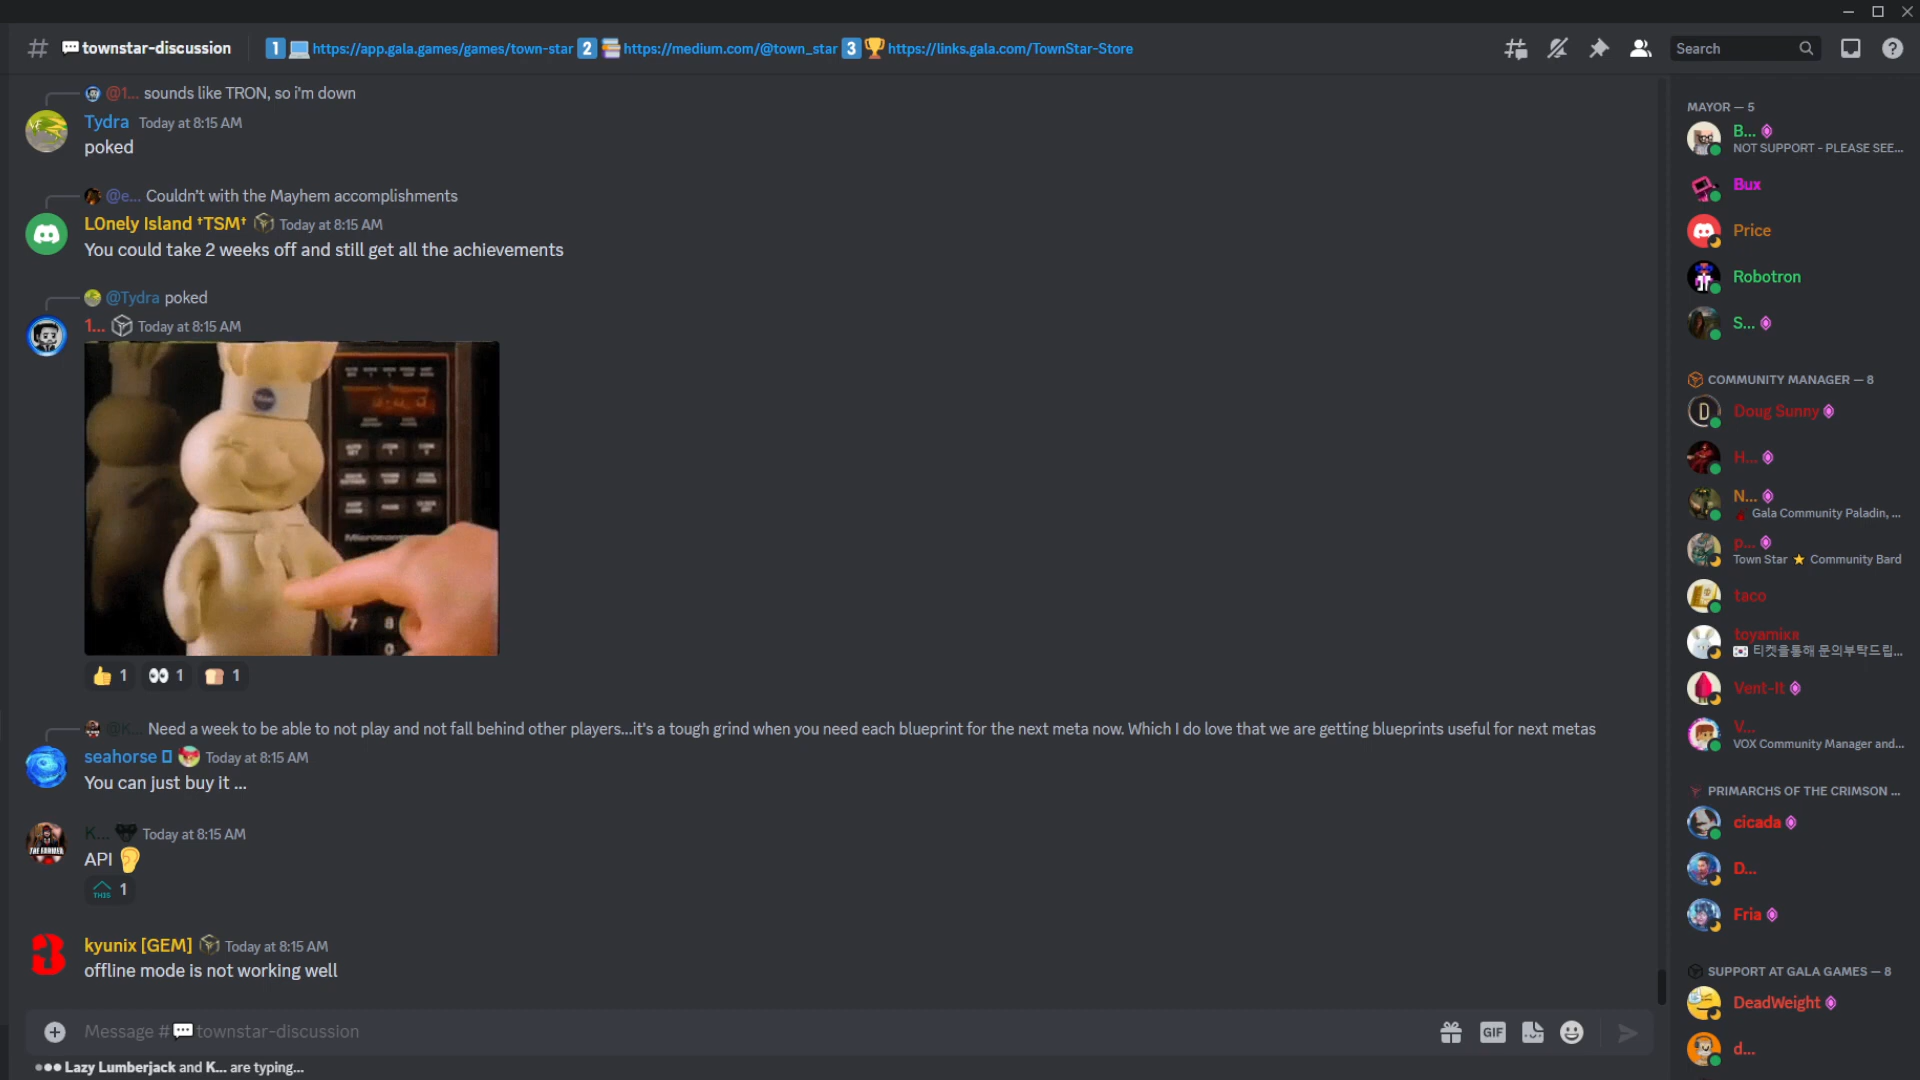 townstar-discussion 1 https://app.gala.games/games/town-star 2 https://medium.com/@town_star 3 https://links.gala.com/TownStar-Store
Search
@1... sounds like TRON, so i'm down
Tydra Today at 8:15 AM
poked
@e... Couldn't with the Mayhem accomplishments
L0nely Island †TSM† Today at 8:15 AM
You could take 2 weeks off and still get all the achievements
@Tydra poked
1... Today at 8:15 AM
7 8
0
1 1 1
@K... Need a week to be able to not play and not fall behind other players...it's a tough grind when you need each blueprint for the next meta now. Which I do love that we are getting blueprints useful for next metas
seahorse Today at 8:15 AM
You can just buy it ...
K... Today at 8:15 AM
API
THIS 1
kyunix [GEM] Today at 8:15 AM
offline mode is not working well
Message # townstar-discussion
GIF
Lazy Lumberjack and K... are typing...
MAYOR — 5
B...
NOT SUPPORT - PLEASE SEE...
Bux
Price
Robotron
S...
COMMUNITY MANAGER — 8
D
Doug Sunny
H...
N...
Gala Community Paladin, ...
p...
Town Star ⭐ Community Bard
taco
toyamikя
🇰🇷 티켓을통해 문의부탁드립...
Vent-It
V...
VOX Community Manager and...
PRIMARCHS OF THE CRIMSON ...
cicada
D...
Fria
SUPPORT AT GALA GAMES — 8
DeadWeight
d...